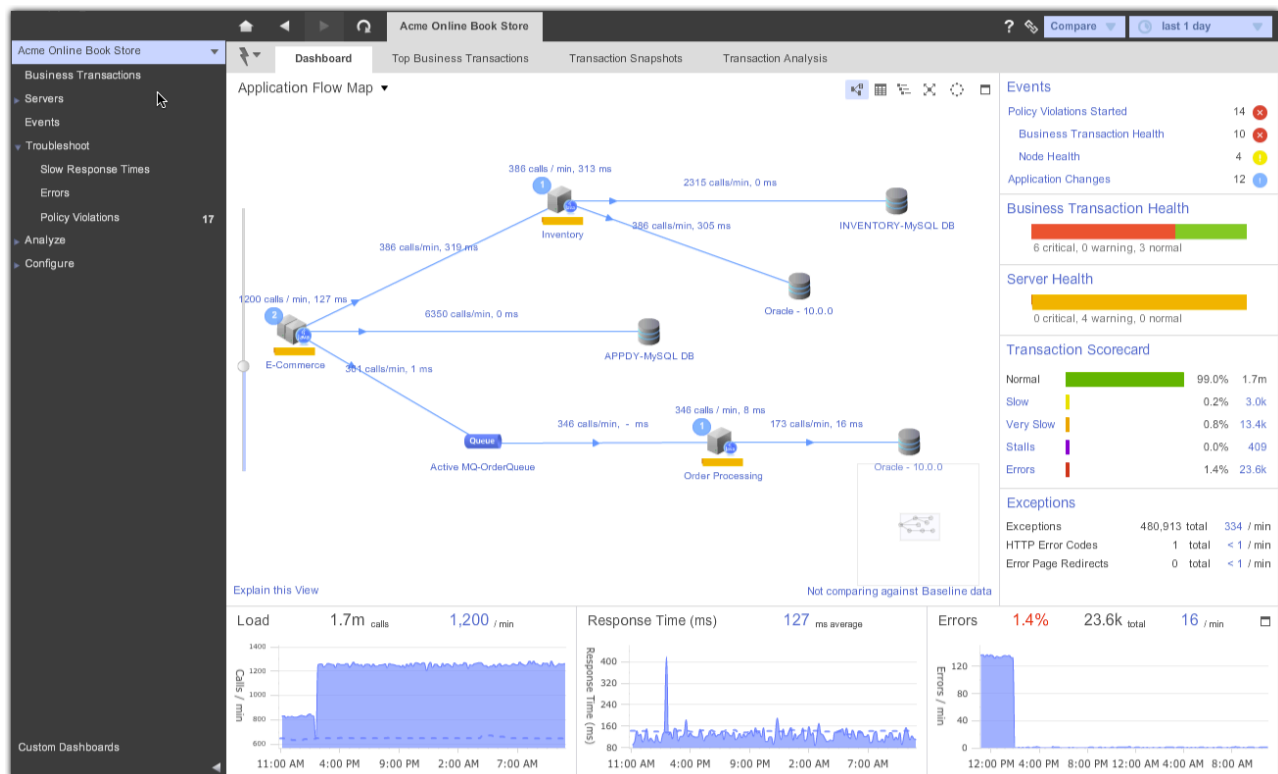 Acme Online Book Store
? Compare last 1 day
Acme Online Book Store
Business Transactions
Servers
Events
Troubleshoot
Slow Response Times
Errors
Policy Violations 17
Analyze
Configure
Custom Dashboards
Dashboard Top Business Transactions Transaction Snapshots Transaction Analysis
Application Flow Map
386 calls / min, 313 ms
1
Inventory
2315 calls/min, 0 ms
INVENTORY-MySQL DB
386 calls/min, 305 ms
Oracle - 10.0.0
386 calls/min, 319 ms
1200 calls / min, 127 ms
2
E-Commerce
6350 calls/min, 0 ms
APPDY-MySQL DB
calls/min, 1 ms
Queue
Active MQ-OrderQueue
346 calls/min, - ms
346 calls / min, 8 ms
1
Order Processing
173 calls/min, 16 ms
Oracle - 10.0.0
Explain this View
Not comparing against Baseline data
Events
Policy Violations Started 14
Business Transaction Health 10
Node Health 4
Application Changes 12
Business Transaction Health
6 critical, 0 warning, 3 normal
Server Health
0 critical, 4 warning, 0 normal
Transaction Scorecard
Normal 99.0% 1.7m
Slow 0.2% 3.0k
Very Slow 0.8% 13.4k
Stalls 0.0% 409
Errors 1.4% 23.6k
Exceptions
Exceptions 480,913 total 334 / min
HTTP Error Codes 1 total < 1 / min
Error Page Redirects 0 total < 1 / min
Load 1.7m calls 1,200 / min
Calls / min
1400
1200
1000
800
600
11:00 AM 4:00 PM 9:00 PM 2:00 AM 7:00 AM
Response Time (ms) 127 ms average
Response Time (ms)
400
320
240
160
80
11:00 AM 4:00 PM 9:00 PM 2:00 AM 7:00 AM
Errors 1.4% 23.6k total 16 / min
Errors / min
120
80
40
0
12:00 PM 4:00 PM 8:00 PM 12:00 AM 4:00 AM 8:00 AM